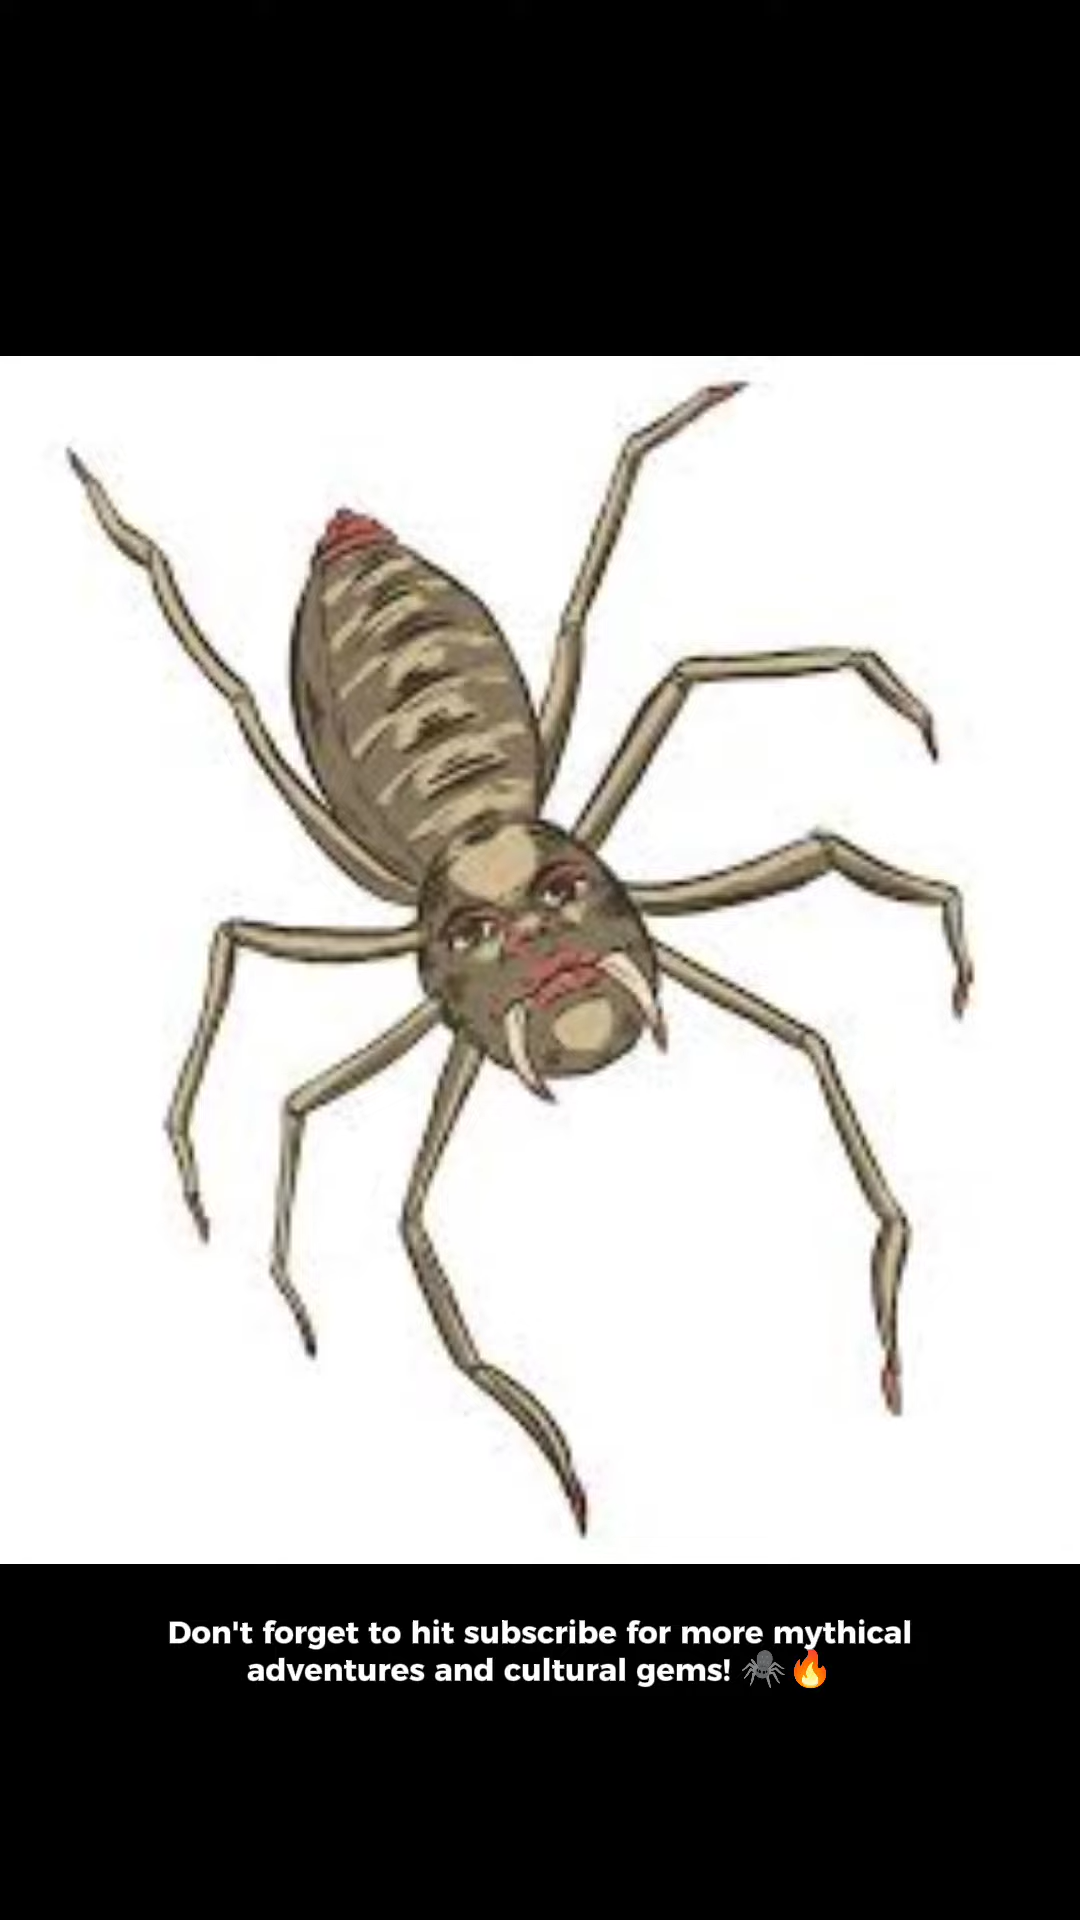 Don't forget to hit subscribe for more mythical
adventures and cultural gems! 🕷️🔥